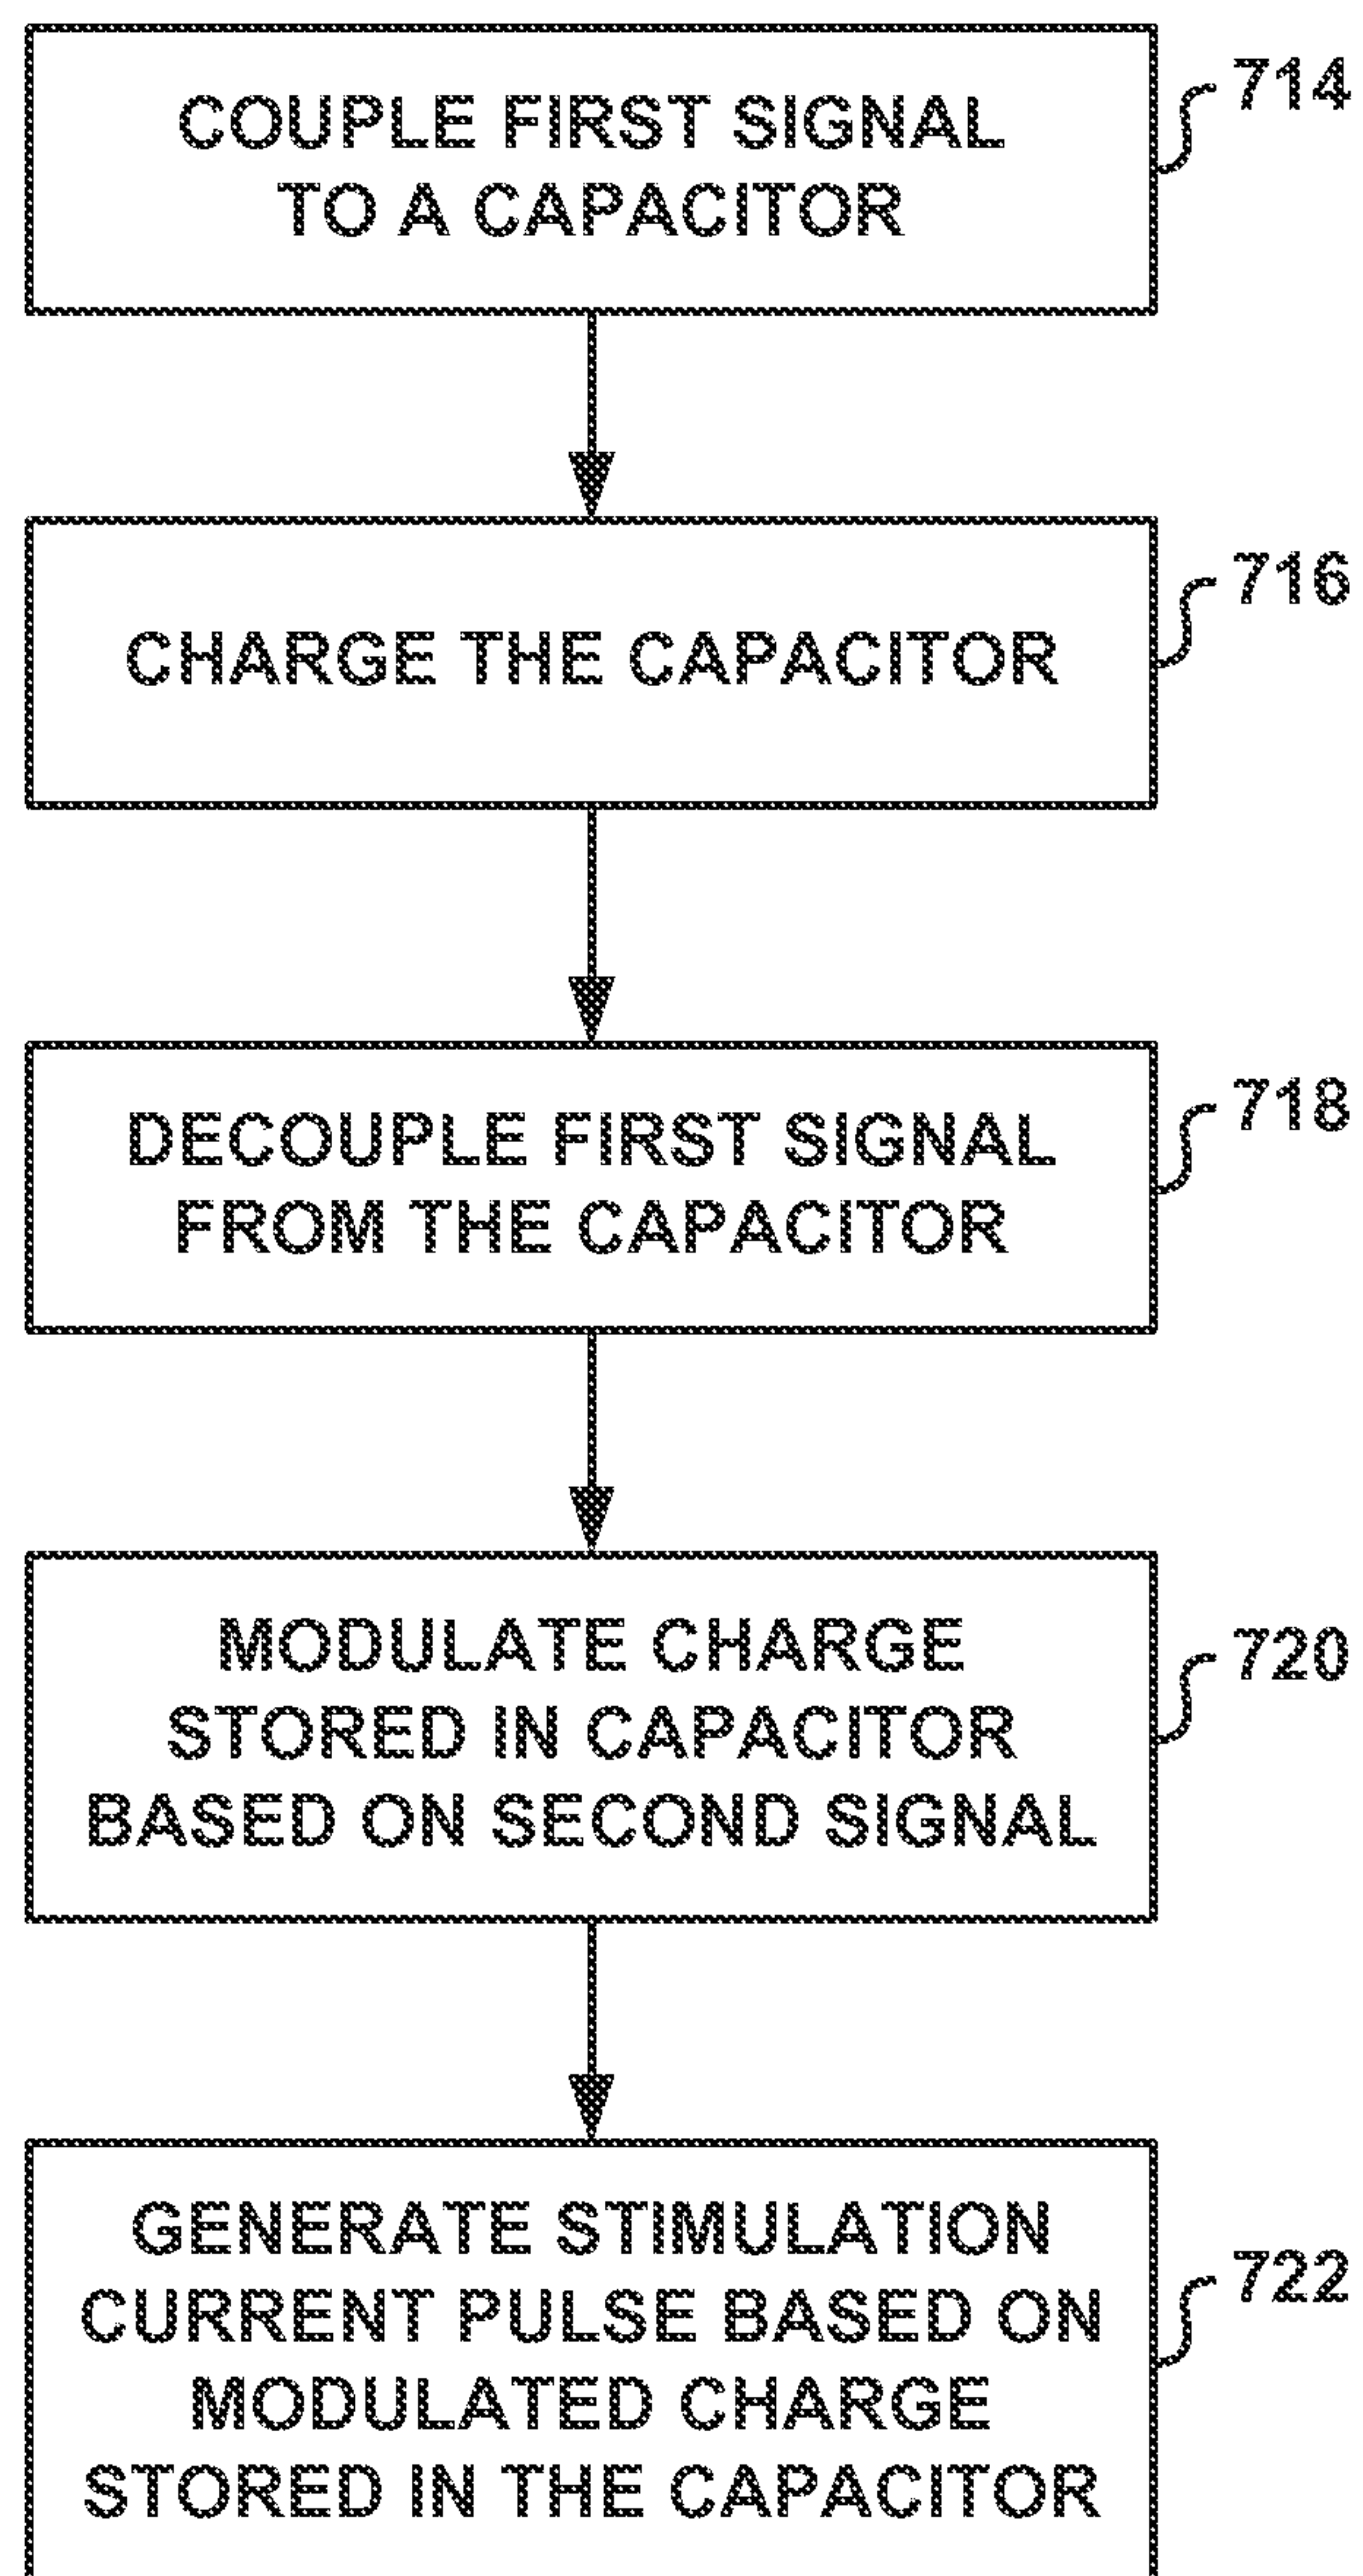 COUPLE FIRST SIGNAL
TO A CAPACITOR
714
CHARGE THE CAPACITOR
716
DECOUPLE FIRST SIGNAL
FROM THE CAPACITOR
718
MODULATE CHARGE
STORED IN CAPACITOR
BASED ON SECOND SIGNAL
720
GENERATE STIMULATION
CURRENT PULSE BASED ON
MODULATED CHARGE
STORED IN THE CAPACITOR
722